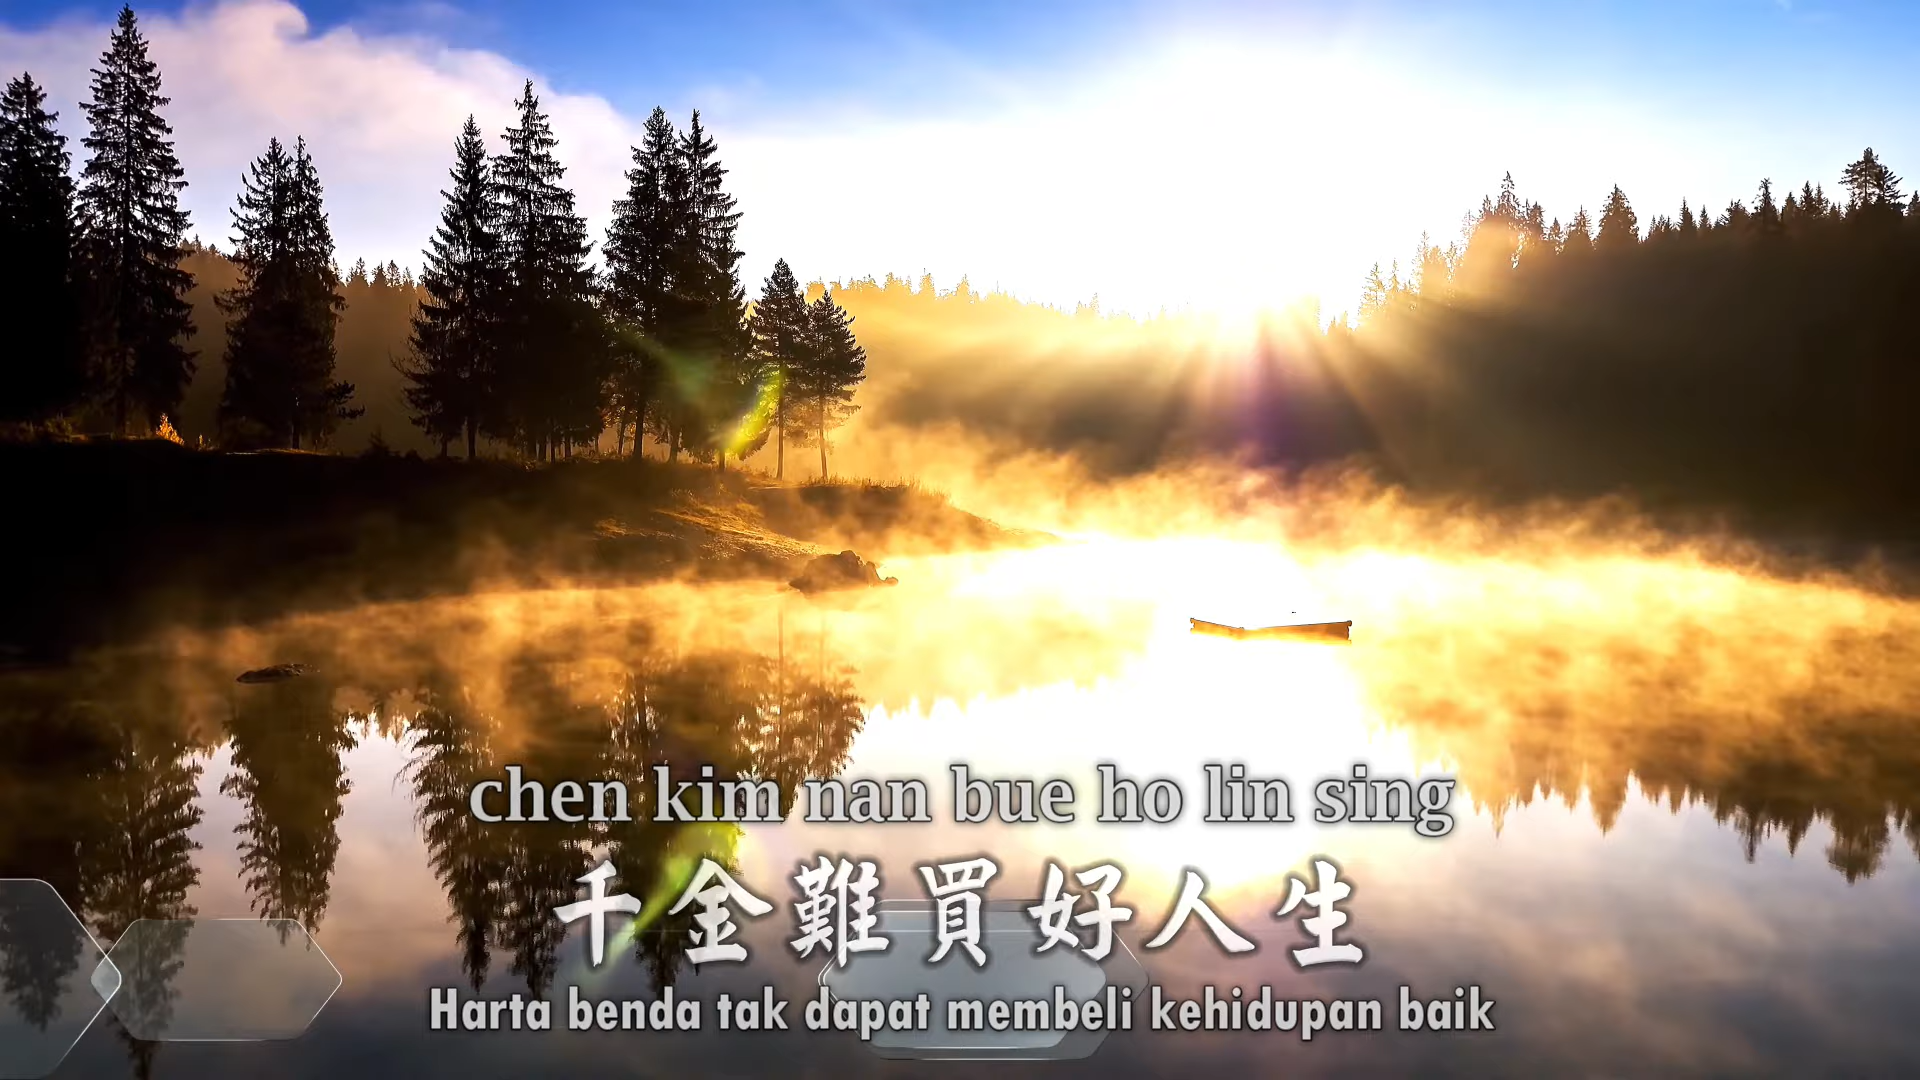 chen kim nan bue ho lin sing
千金難買好人生
Harta benda tak dapat membeli kehidupan baik